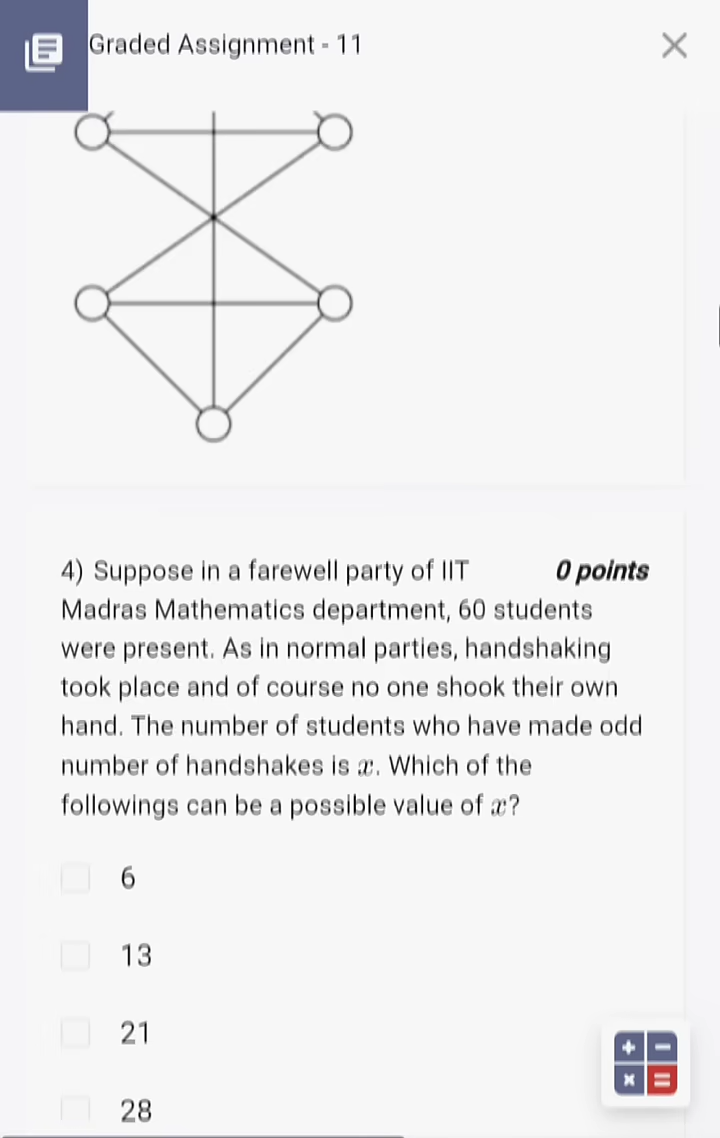 Graded Assignment - 11
4) Suppose in a farewell party of IIT 0 points
Madras Mathematics department, 60 students
were present. As in normal parties, handshaking
took place and of course no one shook their own
hand. The number of students who have made odd
number of handshakes is x. Which of the
followings can be a possible value of x?
6
13
21
28